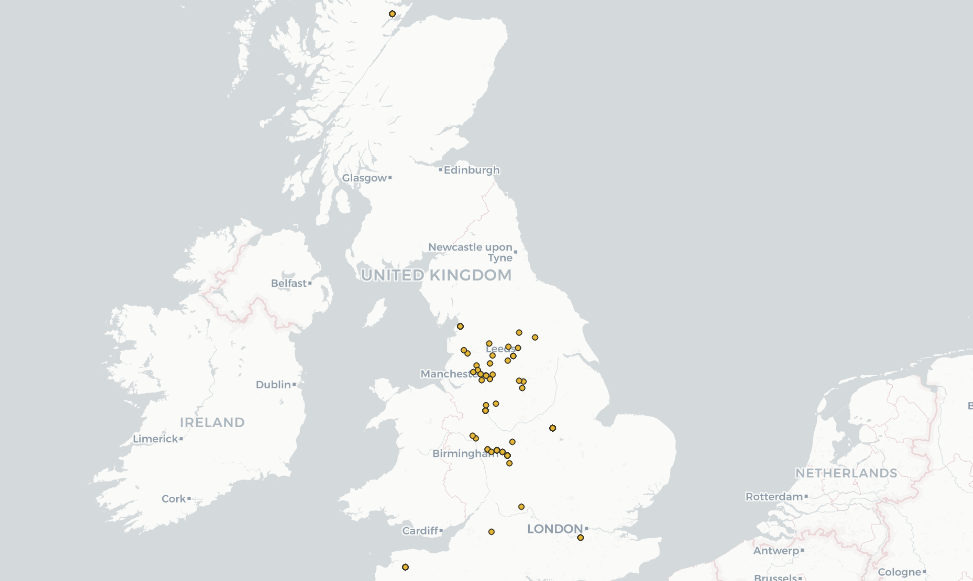 Edinburgh
Glasgow
Newcastle upon
Tyne
UNITED KINGDOM
Belfast
Leeds
Manchester
Dublin
IRELAND
Limerick
Birmingham
NETHERLANDS
Rotterdam
Cork
Cardiff
LONDON
Antwerp
Brussels
Cologne